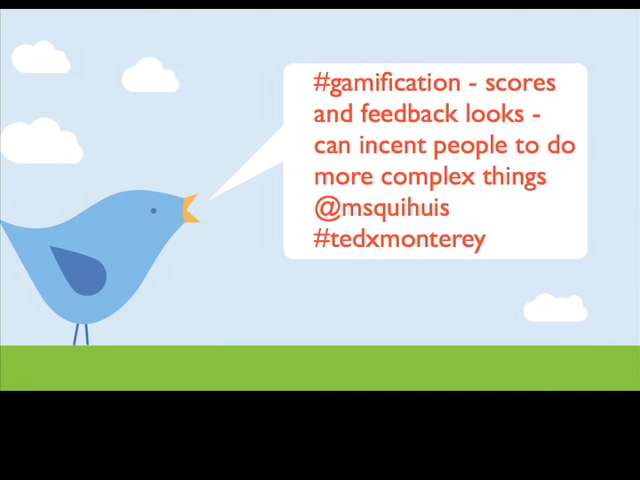 #gamification - scores
and feedback looks -
can incent people to do
more complex things
@msquihuis
#tedxmonterey